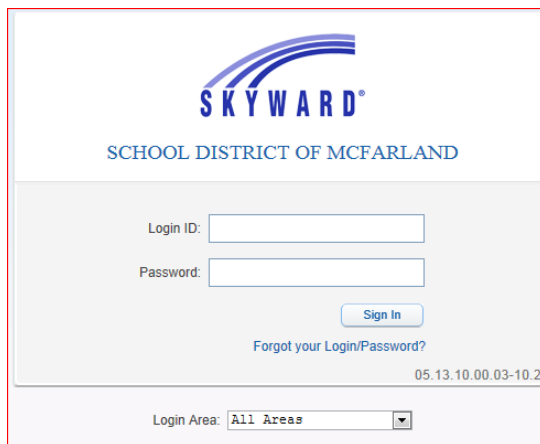 SKYWARD®
SCHOOL DISTRICT OF MCFARLAND
Login ID:
Password:
Sign In
Forgot your Login/Password?
05.13.10.00.03-10.2
Login Area: All Areas